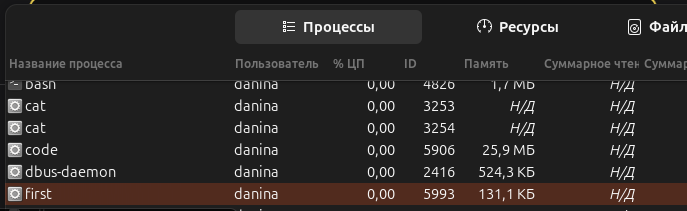 Процессы Ресурсы Файл
Название процесса Пользователь % ЦП ID Память Суммарное чтен Суммар
bash danina 0,00 4826 1,7 МБ Н/Д
cat danina 0,00 3253 Н/Д Н/Д
cat danina 0,00 3254 Н/Д Н/Д
code danina 0,00 5906 25,9 МБ Н/Д
dbus-daemon danina 0,00 2416 524,3 КБ Н/Д
first danina 0,00 5993 131,1 КБ Н/Д